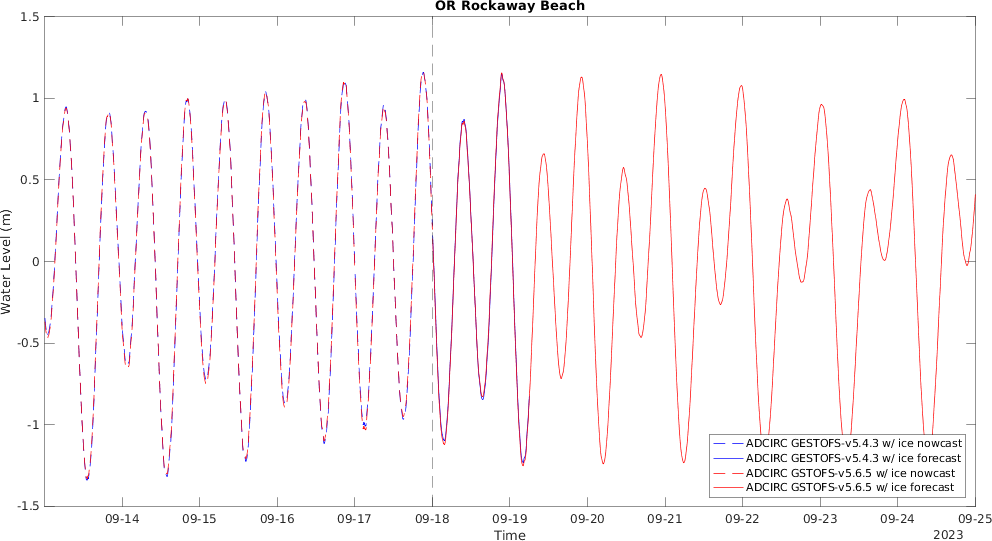 OR Rockaway Beach
1.5
1
0.5
0
-0.5
-1
-1.5
Water Level (m)
ADCIRC GESTOFS-v5.4.3 w/ ice nowcast
ADCIRC GESTOFS-v5.4.3 w/ ice forecast
ADCIRC GSTOFS-v5.6.5 w/ ice nowcast
ADCIRC GSTOFS-v5.6.5 w/ ice forecast
09-14 09-15 09-16 09-17 09-18 09-19 09-20 09-21 09-22 09-23 09-24 09-25
Time
2023